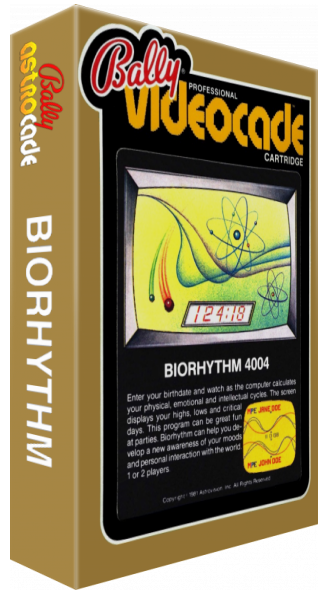 Bally
PROFESSIONAL
VIDEOCADE
CARTRIDGE
Bally
ASTROCADE
BIORHYTHM
124:18
BIORHYTHM 4004
Enter your birthdate and watch as the computer calculates
your physical, emotional and intellectual cycles. The screen
displays your highs, lows and critical
days. This program can be great fun
at parties. Biorhythm can help you de-
velop a new awareness of your moods
and personal interaction with the world.
1 or 2 players
JANE DOE
JOHN DOE
Copyright 1981 Astrovision, Inc. All Rights Reserved